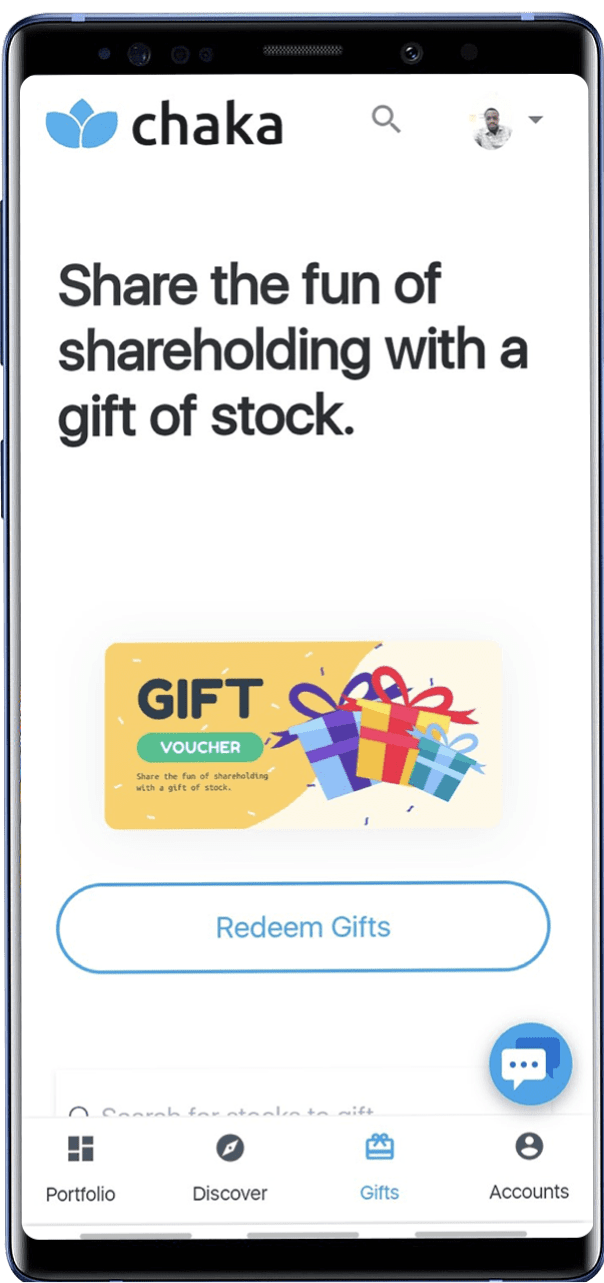 chaka
Share the fun of
shareholding with a
gift of stock.
GIFT
VOUCHER
Share the fun of shareholding
with a gift of stock.
Redeem Gifts
Search for stocks to gift
Portfolio
Discover
Gifts
Accounts